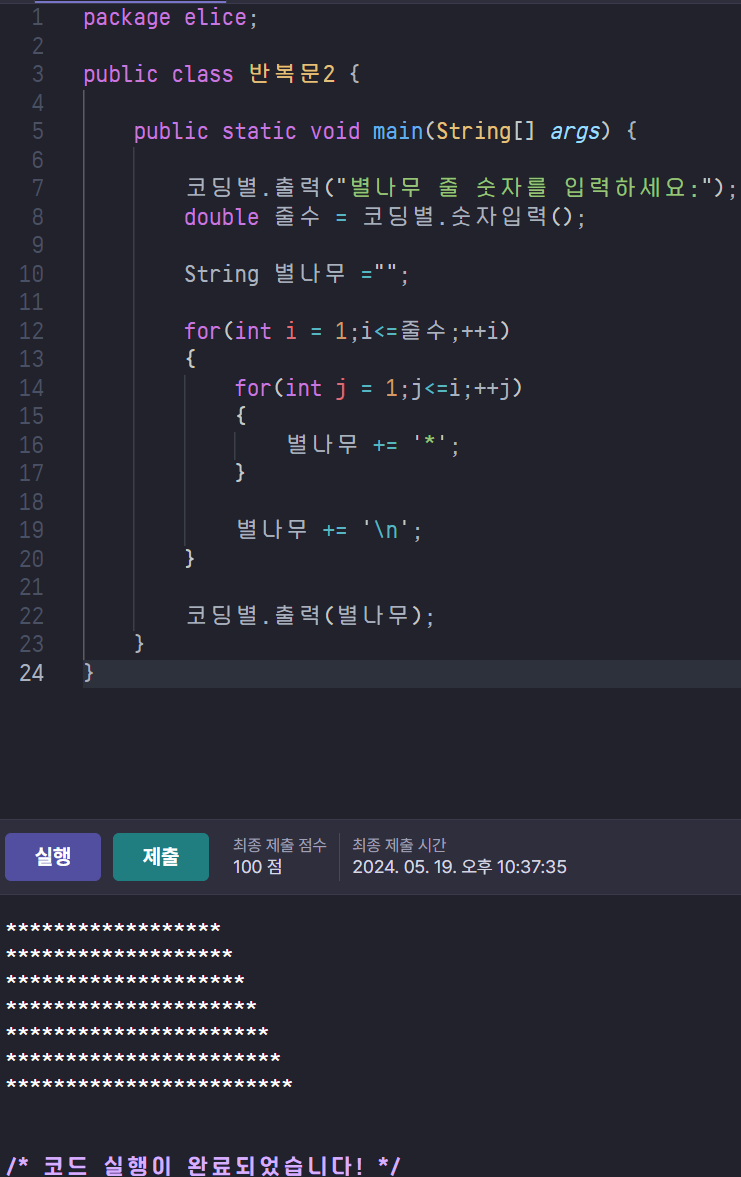 1 package elice;
2
3 public class 반복문2 {
4
5 public static void main(String[] args) {
6
7 코딩별.출력("별나무 줄 숫자를 입력하세요:");
8 double 줄수 = 코딩별.숫자입력();
9
10 String 별나무 ="";
11
12 for(int i = 1;i<=줄수;++i)
13 {
14 for(int j = 1;j<=i;++j)
15 {
16 별나무 += '*';
17 }
18
19 별나무 += '\n';
20 }
21
22 코딩별.출력(별나무);
23 }
24 }
실행 제출 최종 제출 점수 최종 제출 시간
100 점 2024. 05. 19. 오후 10:37:35
******************
*******************
********************
*********************
**********************
***********************
************************
/* 코드 실행이 완료되었습니다! */